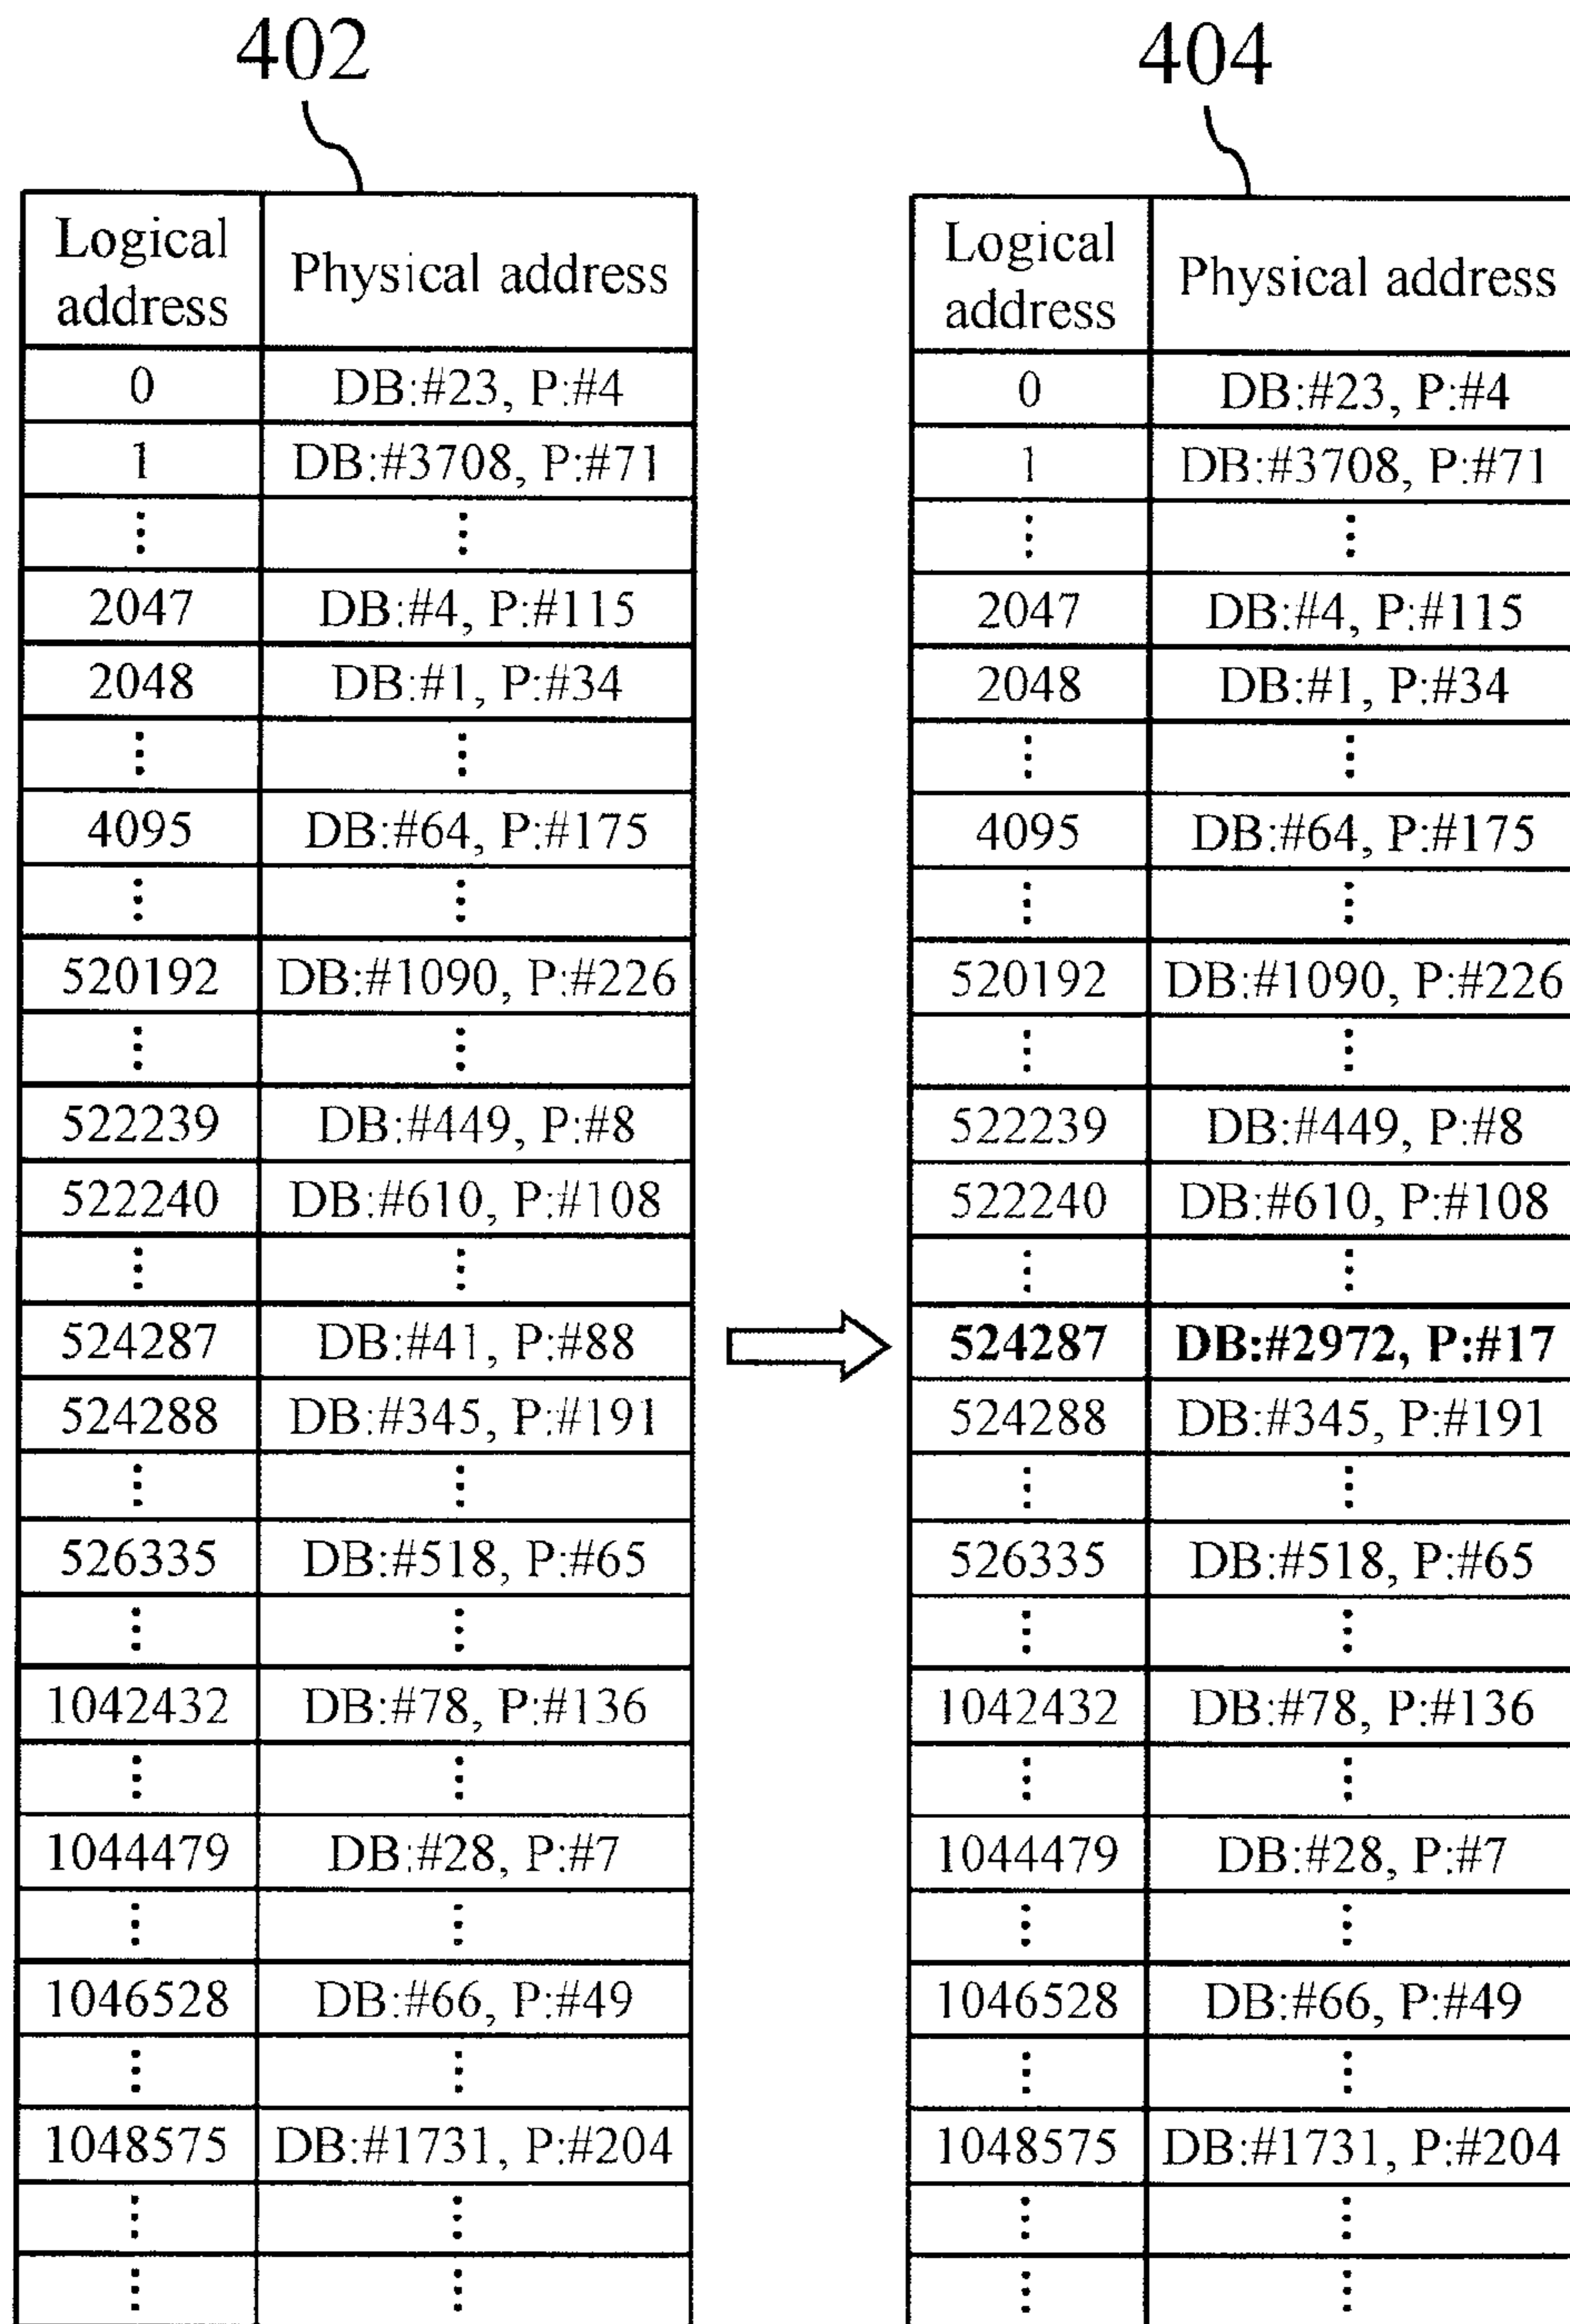 402 404
Logical address Physical address Logical address Physical address
0 DB:#23, P:#4 0 DB:#23, P:#4
1 DB:#3708, P:#71 1 DB:#3708, P:#71
⋮ ⋮ ⋮ ⋮
2047 DB:#4, P:#115 2047 DB:#4, P:#115
2048 DB:#1, P:#34 2048 DB:#1, P:#34
⋮ ⋮ ⋮ ⋮
4095 DB:#64, P:#175 4095 DB:#64, P:#175
⋮ ⋮ ⋮ ⋮
520192 DB:#1090, P:#226 520192 DB:#1090, P:#226
⋮ ⋮ ⋮ ⋮
522239 DB:#449, P:#8 522239 DB:#449, P:#8
522240 DB:#610, P:#108 522240 DB:#610, P:#108
⋮ ⋮ ⋮ ⋮
524287 DB:#41, P:#88 524287 DB:#2972, P:#17
524288 DB:#345, P:#191 524288 DB:#345, P:#191
⋮ ⋮ ⋮ ⋮
526335 DB:#518, P:#65 526335 DB:#518, P:#65
⋮ ⋮ ⋮ ⋮
1042432 DB:#78, P:#136 1042432 DB:#78, P:#136
⋮ ⋮ ⋮ ⋮
1044479 DB:#28, P:#7 1044479 DB:#28, P:#7
⋮ ⋮ ⋮ ⋮
1046528 DB:#66, P:#49 1046528 DB:#66, P:#49
⋮ ⋮ ⋮ ⋮
1048575 DB:#1731, P:#204 1048575 DB:#1731, P:#204
⋮ ⋮ ⋮ ⋮
⋮ ⋮ ⋮ ⋮